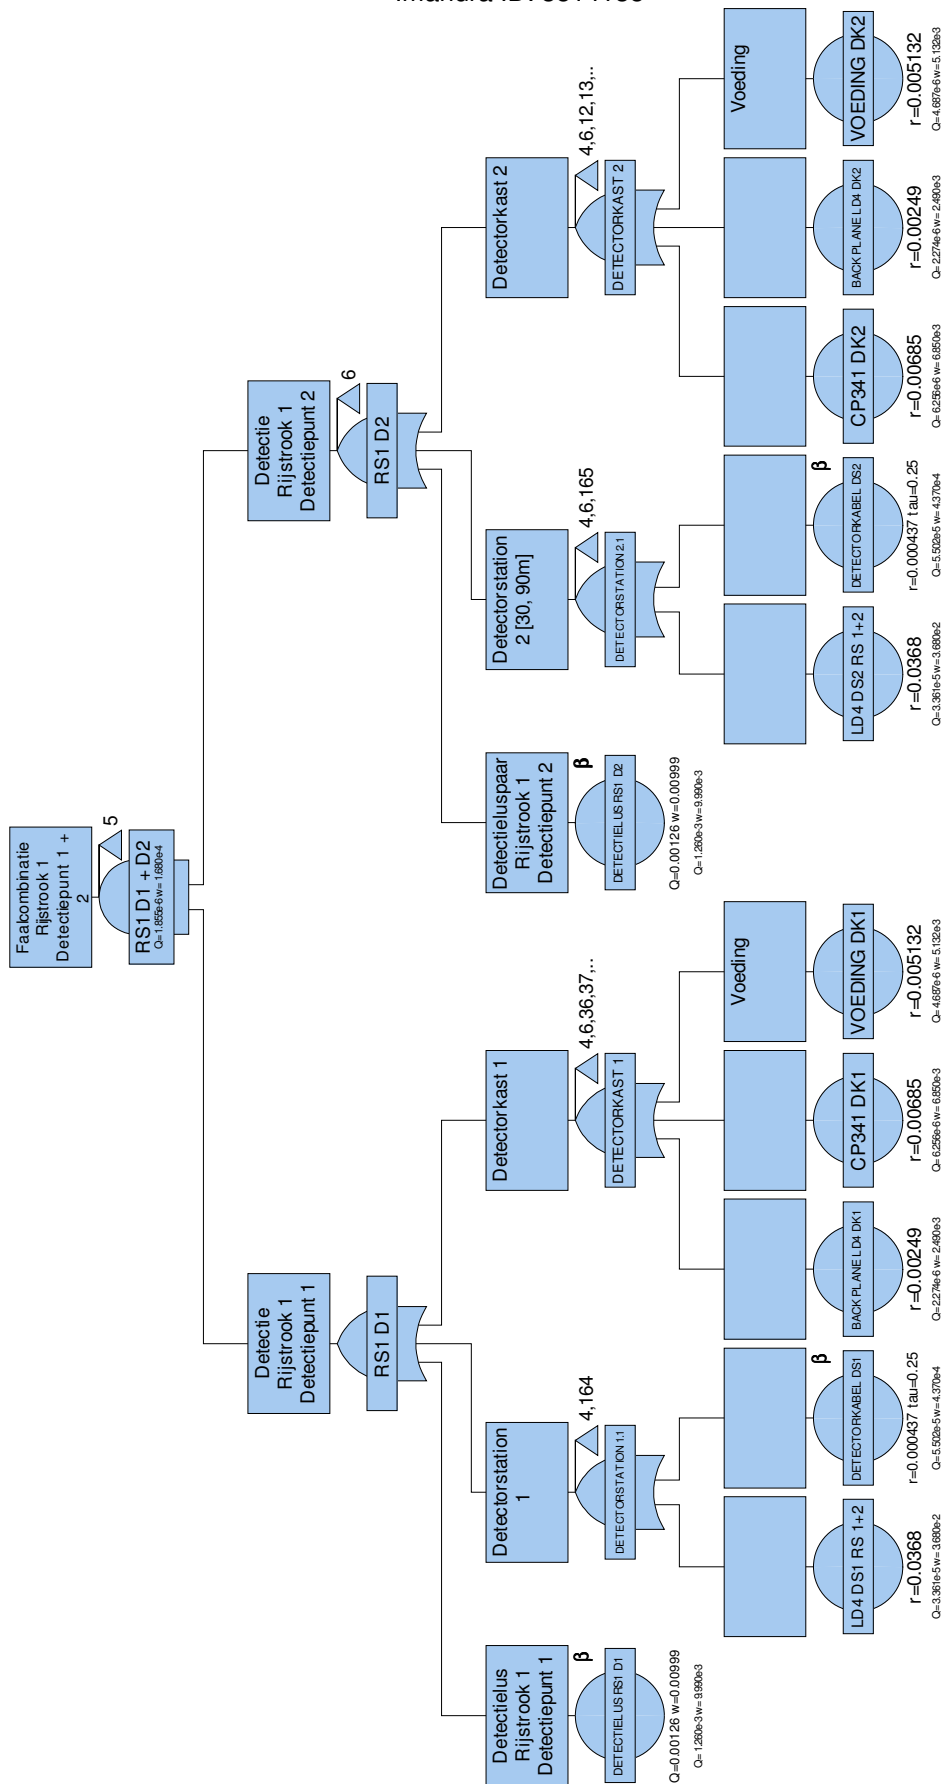 Faalcombinatie
Rijstrook 1
Detectiepunt 1 +
2
5
RS1 D1 + D2
Q=1.855e-6 w=1.680e-4
Detectie
Rijstrook 1
Detectiepunt 1
RS1 D1
Detectie
Rijstrook 1
Detectiepunt 2
6
RS1 D2
Detectielus
Rijstrook 1
Detectiepunt 1
β
DETECTIELUS RS1 D1
Q=0.00126 w=0.00999
Q=1.260e-3 w=9.990e-3
Detectorstation
1
4,164
DETECTORSTATION 1.1
Detectorkast 1
4,6,36,37,..
DETECTORKAST 1
Detectieluspaar
Rijstrook 1
Detectiepunt 2
β
DETECTIELUS RS1 D2
Q=0.00126 w=0.00999
Q=1.260e-3 w=9.990e-3
Detectorstation
2 [30, 90m]
4,6,165
DETECTORSTATION 2.1
Detectorkast 2
4,6,12,13,..
DETECTORKAST 2
LD4 DS1 RS 1+2
r=0.0368
Q=3.361e-5 w=3.680e-2
β
DETECTORKABEL DS1
r=0.000437 tau=0.25
Q=5.502e-5 w=4.370e-4
BACKPLANE LD4 DK1
r=0.00249
Q=2.274e-6 w=2.490e-3
CP341 DK1
r=0.00685
Q=6.256e-6 w=6.850e-3
Voeding
VOEDING DK1
r=0.005132
Q=4.687e-6 w=5.132e-3
LD4 DS2 RS 1+2
r=0.0368
Q=3.361e-5 w=3.680e-2
β
DETECTORKABEL DS2
r=0.000437 tau=0.25
Q=5.502e-5 w=4.370e-4
CP341 DK2
r=0.00685
Q=6.256e-6 w=6.850e-3
BACKPLANE LD4 DK2
r=0.00249
Q=2.274e-6 w=2.490e-3
Voeding
VOEDING DK2
r=0.005132
Q=4.687e-6 w=5.132e-3